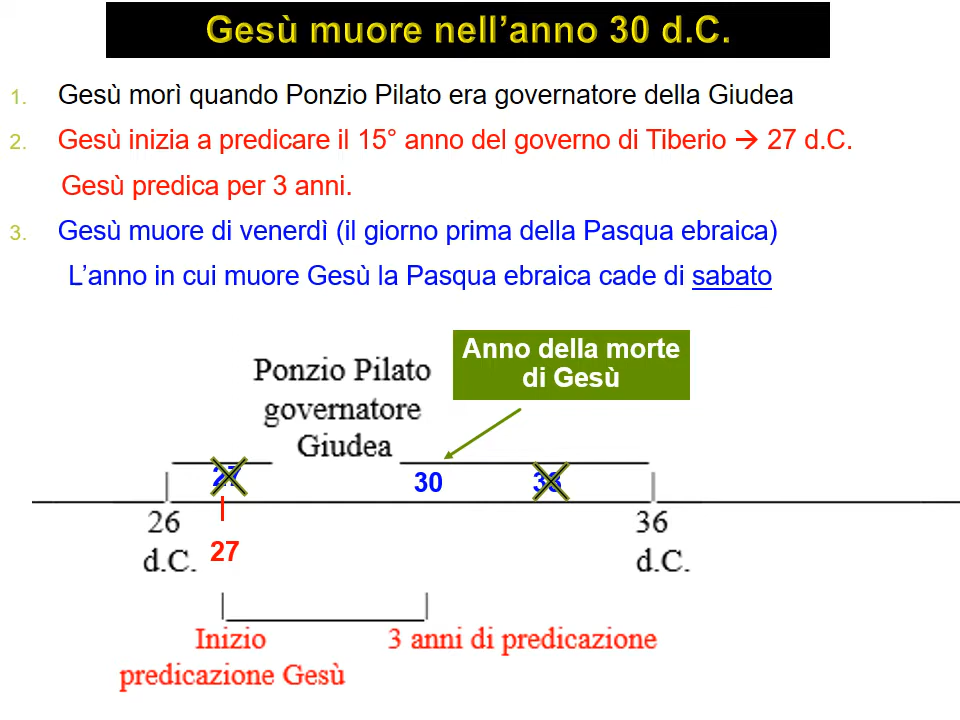 Gesù muore nell’anno 30 d.C.
1. Gesù morì quando Ponzio Pilato era governatore della Giudea
2. Gesù inizia a predicare il 15° anno del governo di Tiberio → 27 d.C.
Gesù predica per 3 anni.
3. Gesù muore di venerdì (il giorno prima della Pasqua ebraica)
L’anno in cui muore Gesù la Pasqua ebraica cade di sabato
Anno della morte
di Gesù
Ponzio Pilato
governatore
Giudea
27 30
26
d.C.
27
36
d.C.
Inizio
predicazione Gesù
3 anni di predicazione